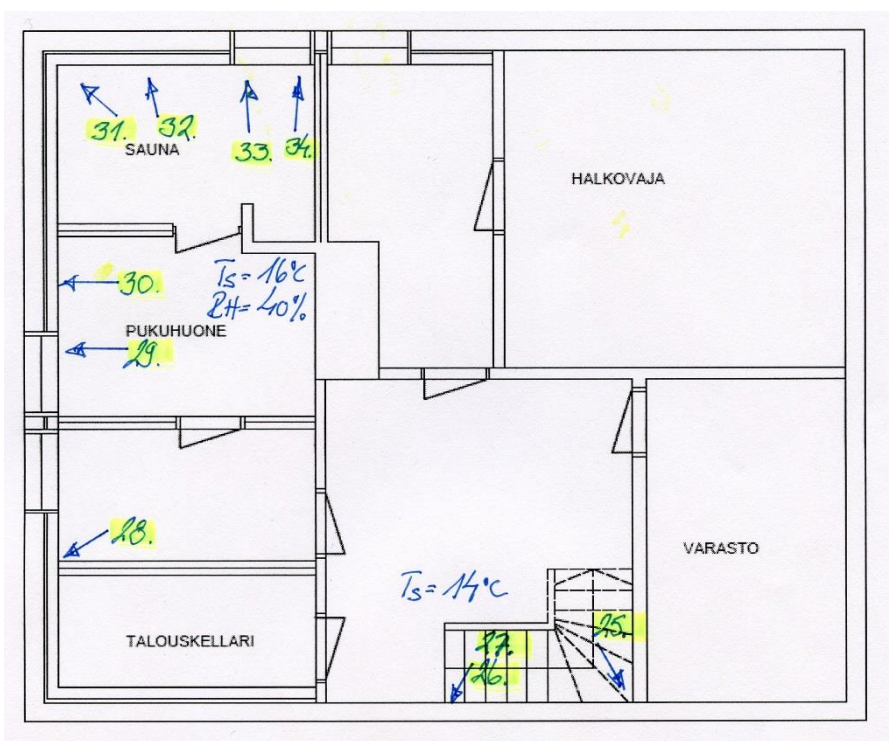 31.
32.
33.
34.
SAUNA
HALKOVAJA
30.
Ts= 16°C
RH= 40%
PUKUHUONE
29.
28.
VARASTO
Ts= 14°C
25.
27.
26.
TALOUSKELLARI